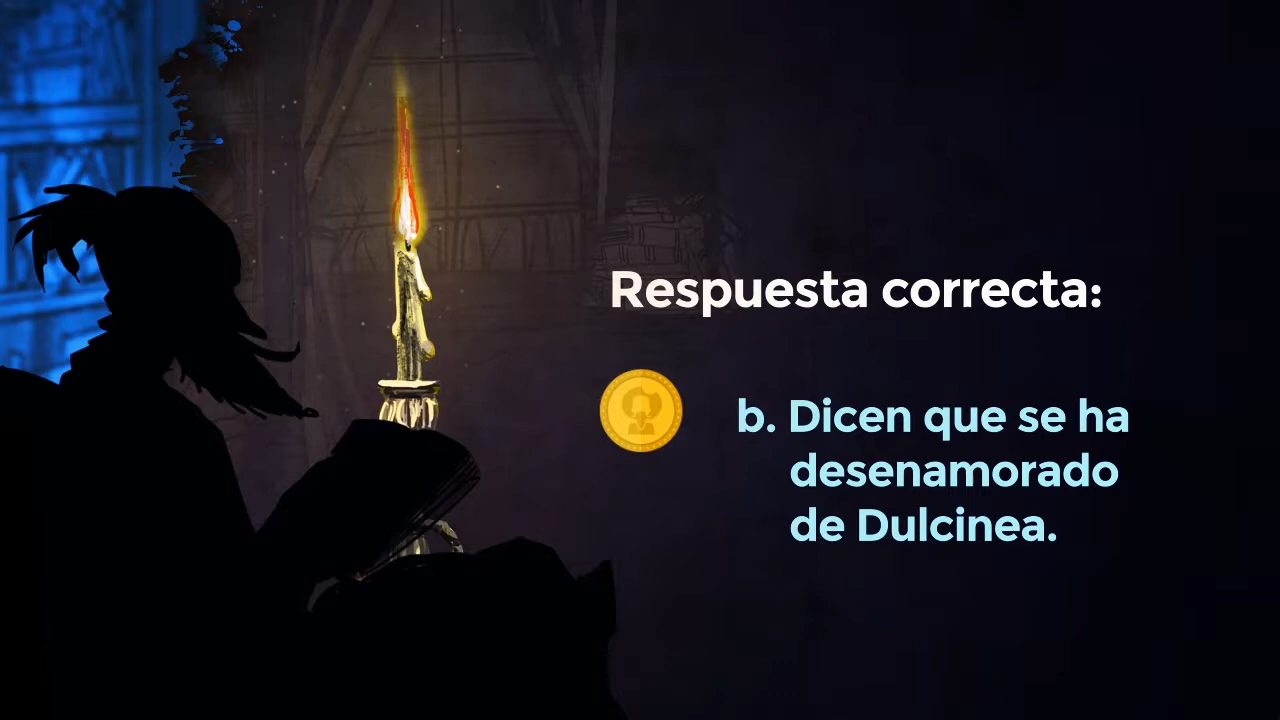 Respuesta correcta:
b. Dicen que se ha
desenamorado
de Dulcinea.